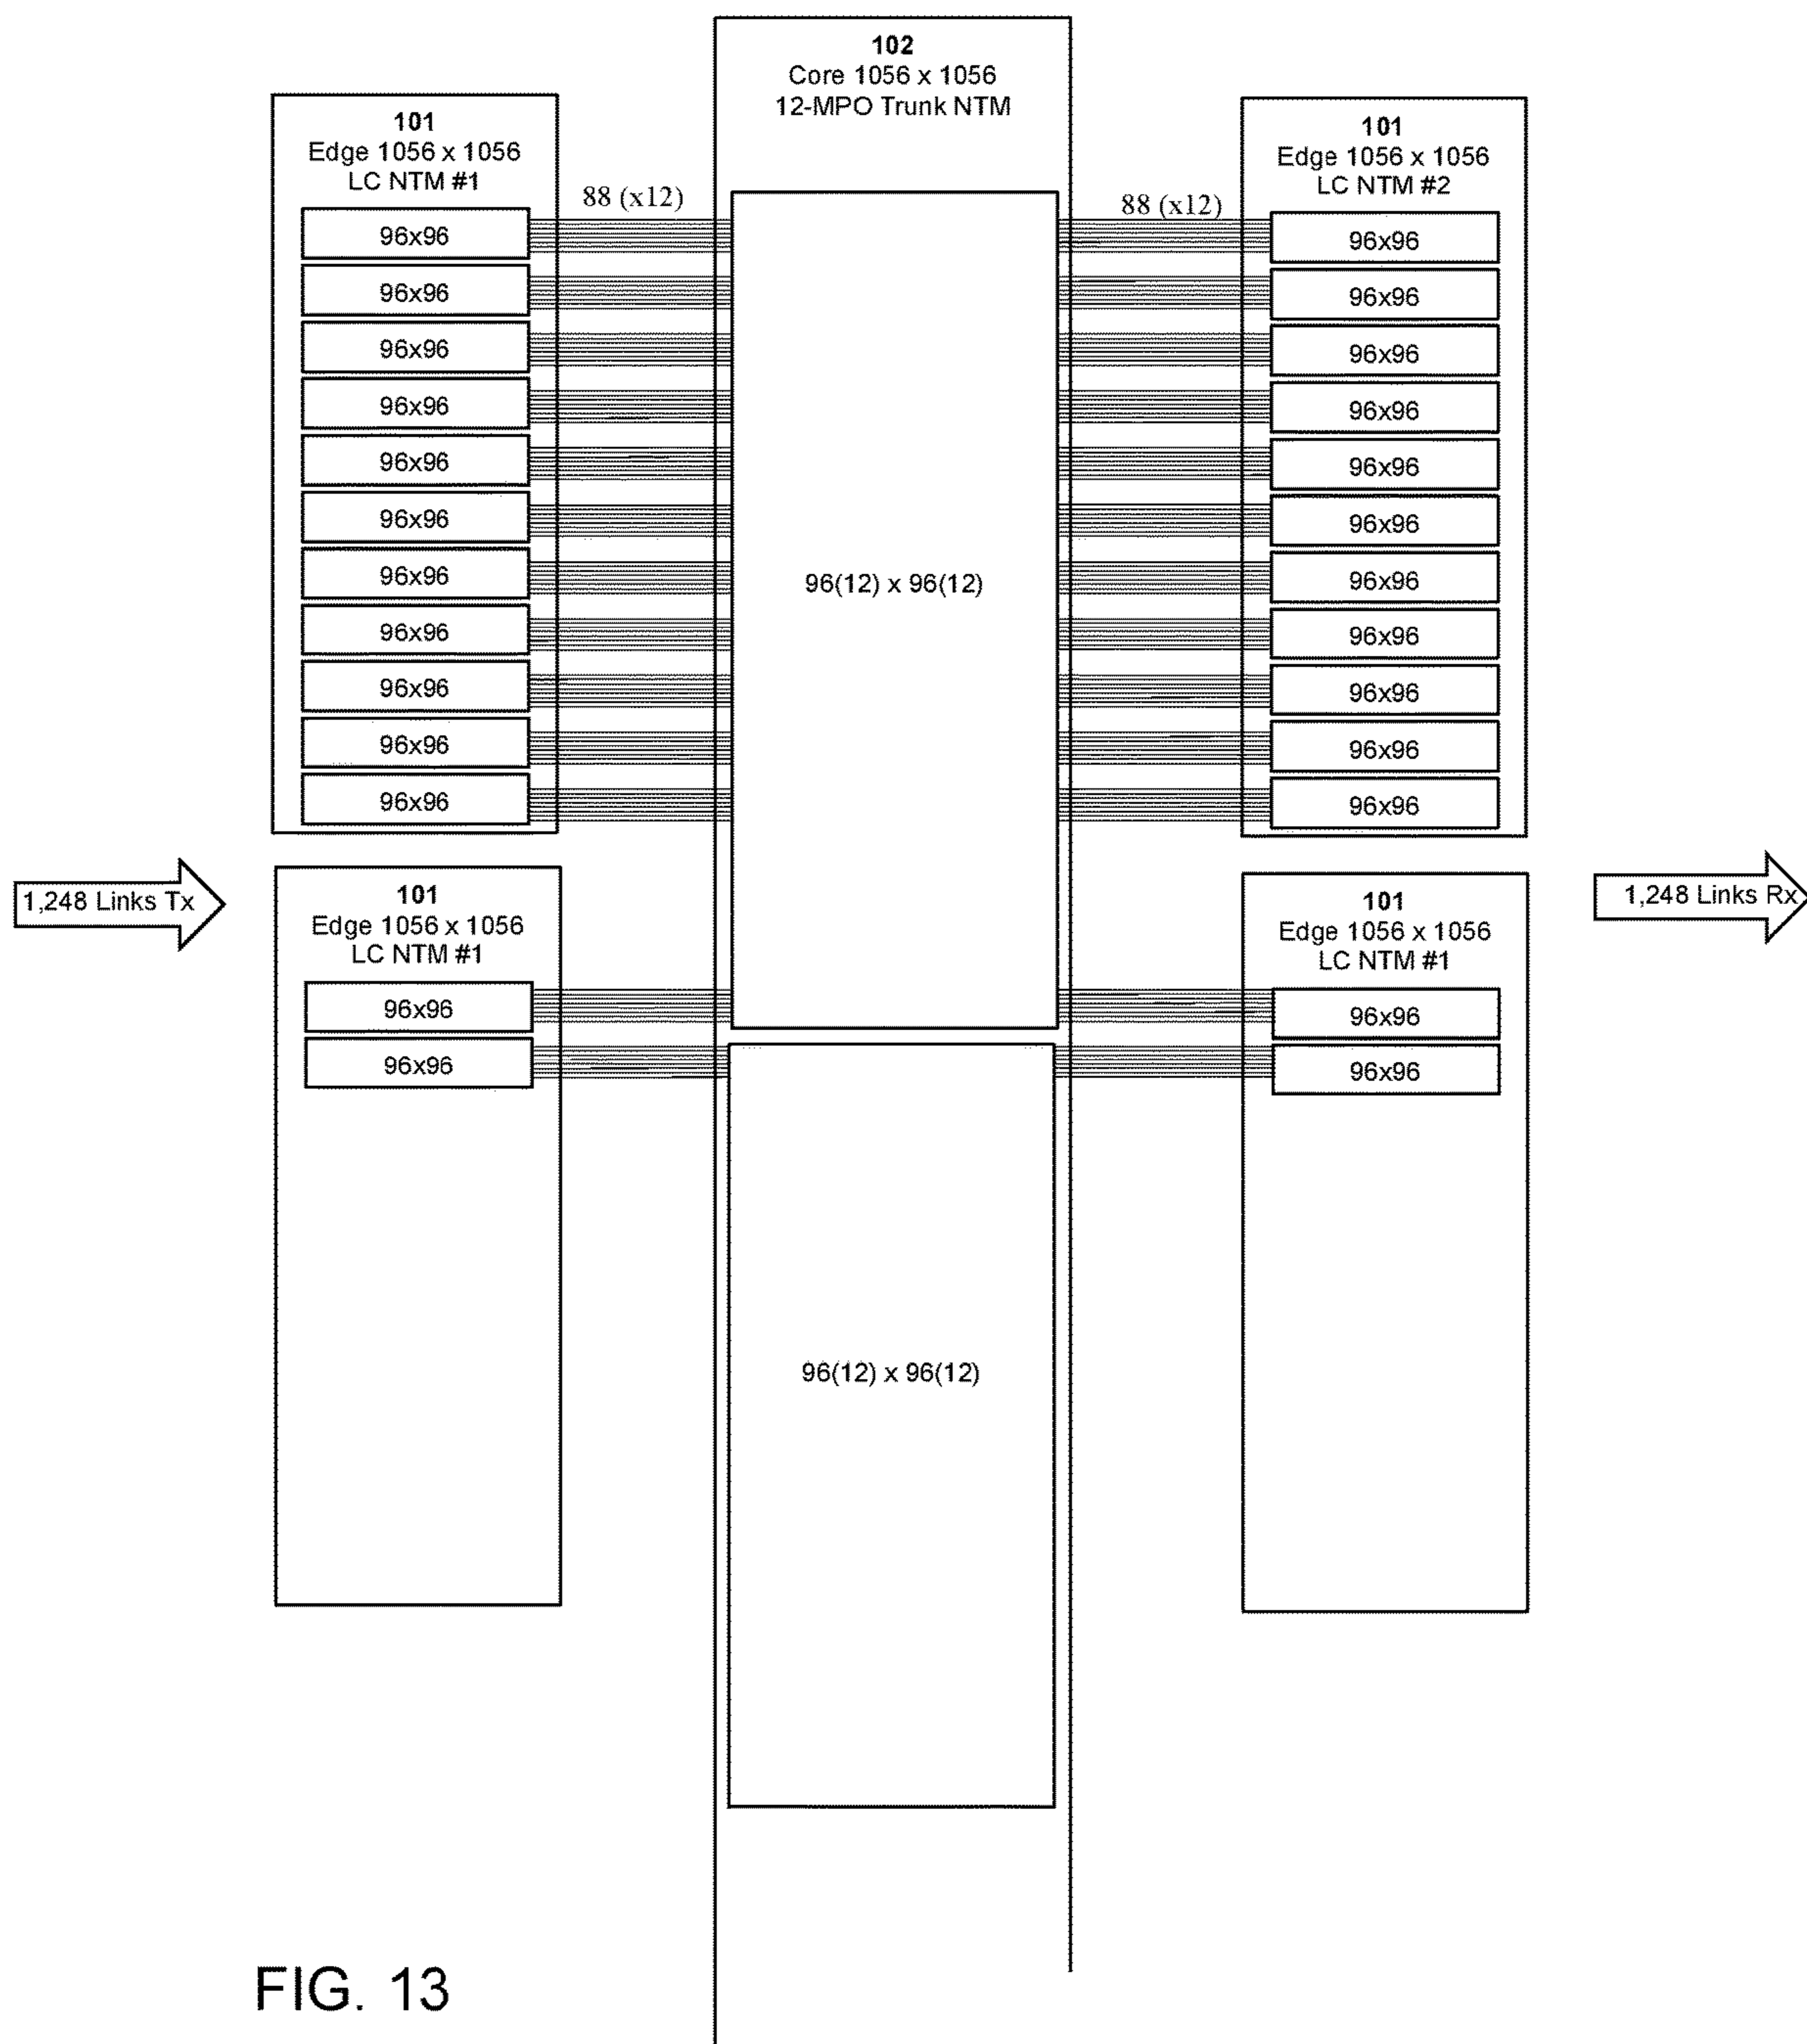 102
Core 1056 x 1056
12-MPO Trunk NTM
101
Edge 1056 x 1056
LC NTM #1
88 (x12)
96x96
96x96
96x96
96x96
96x96
96x96
96x96
96x96
96x96
96x96
96x96
96(12) x 96(12)
101
Edge 1056 x 1056
LC NTM #2
88 (x12)
96x96
96x96
96x96
96x96
96x96
96x96
96x96
96x96
96x96
96x96
96x96
1,248 Links Tx
101
Edge 1056 x 1056
LC NTM #1
96x96
96x96
96(12) x 96(12)
101
Edge 1056 x 1056
LC NTM #1
96x96
96x96
1,248 Links Rx
FIG. 13